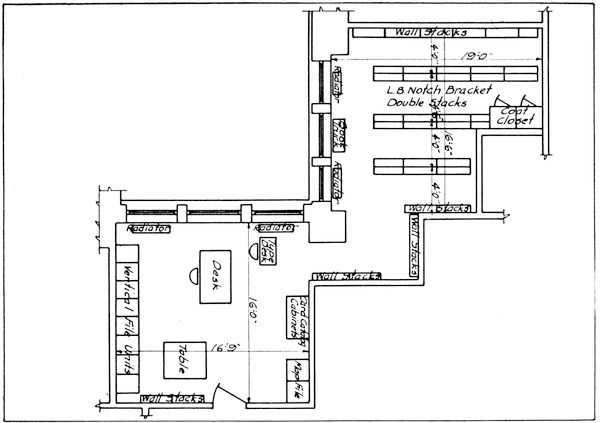 Wall Stacks
4'-0"
19'-0"
Radiator
L.B. Notch Bracket
Double Stacks
Coat
Closet
Book
Truck
4'-6"
16'-6"
4'-0"
Radiator
4'-0"
Wall Stacks
Wall Stacks
Radiator
Radiator
Type
Desk
Desk
Wall Stacks
Vertical File Units
16'-0"
Card Catalog
Cabinets
16'-9"
Table
Map File
Wall Stacks